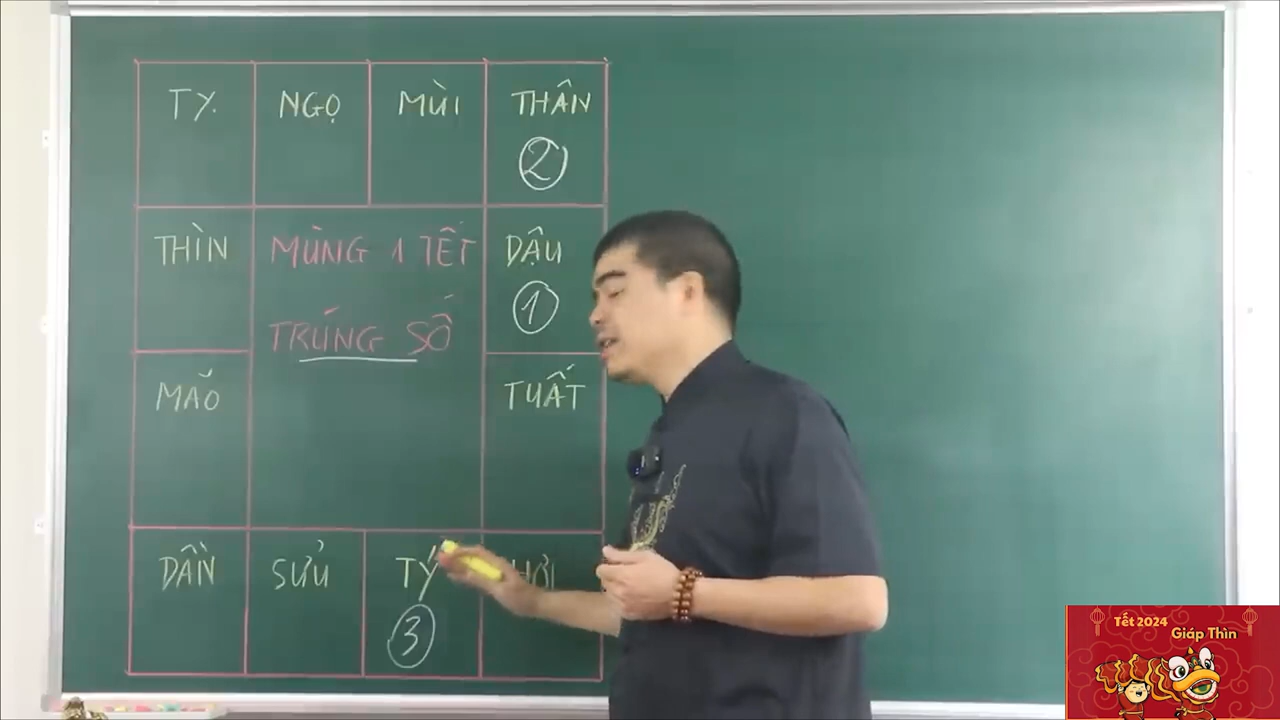 TỴ
NGỌ
MÙI
THÂN
2
THÌN
MÙNG 1 TẾT
DẬU
TRÚNG SỐ
1
MÃO
TUẤT
DẦN
SỬU
TÝ
HỢI
3
Tết 2024
Giáp Thìn